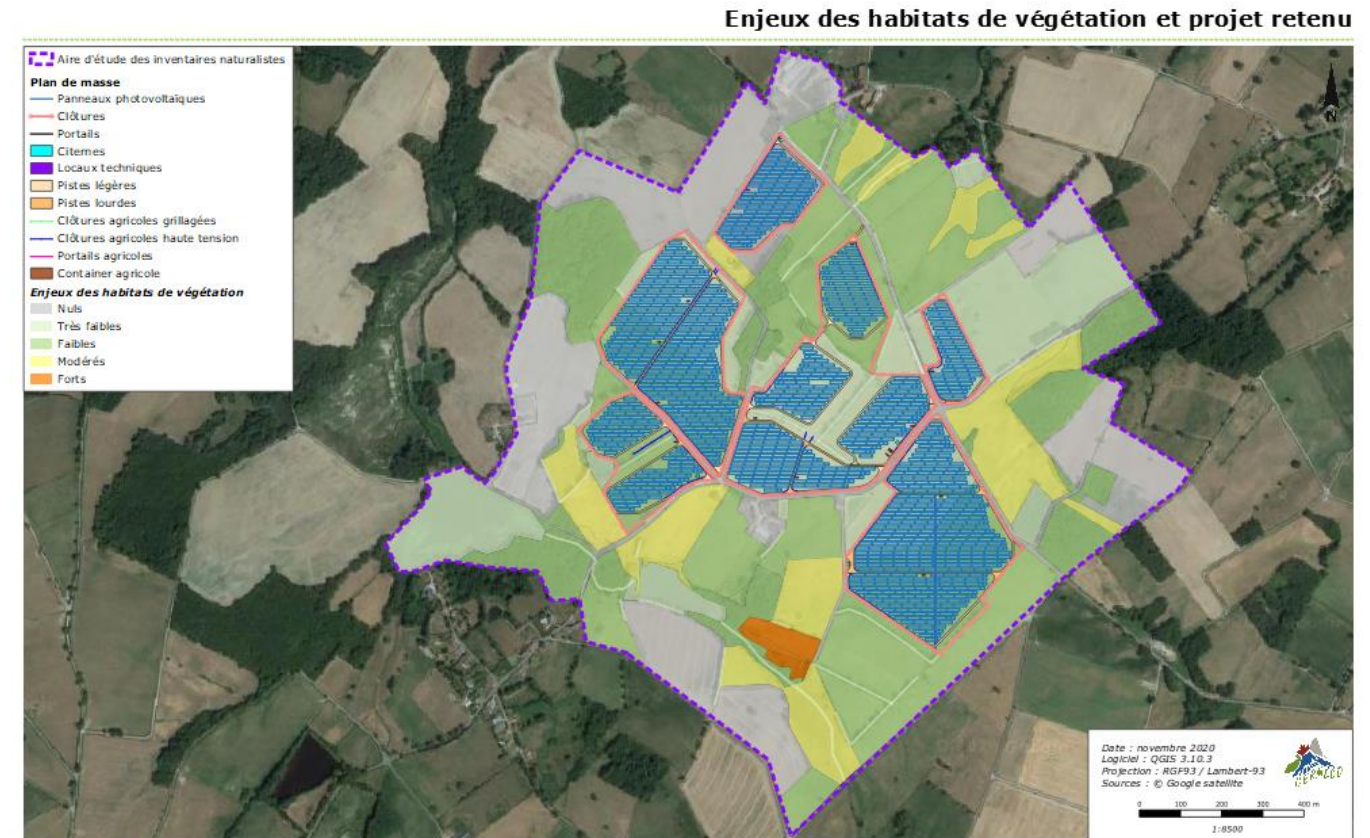 Enjeux des habitats de végétation et projet retenu
Aire d'étude des inventaires naturalistes
Plan de masse
Panneaux photovoltaïques
Clôtures
Portails
Citernes
Locaux techniques
Pistes légères
Pistes lourdes
Clôtures agricoles grillagées
Clôtures agricoles haute tension
Portails agricoles
Container agricole
Enjeux des habitats de végétation
Nuls
Très faibles
Faibles
Modérés
Forts
N
Date : novembre 2020
Logiciel : QGIS 3.10.3
Projection : RGF93 / Lambert-93
Sources : © Google satellite
0 100 200 300 400 m
1:8500